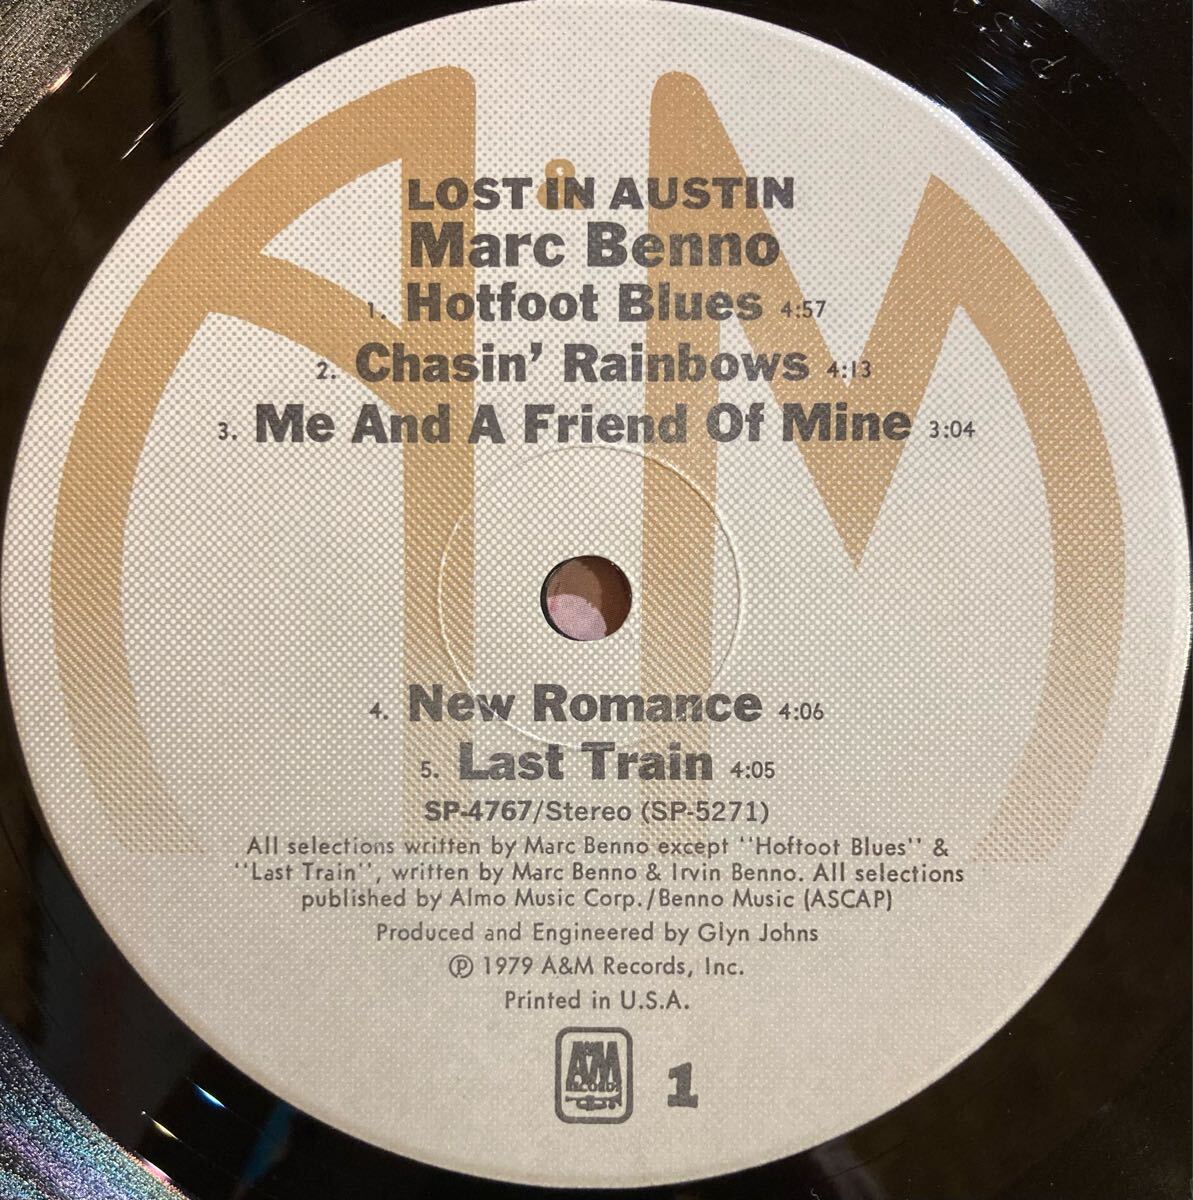 LOST IN AUSTIN
Marc Benno
1. Hotfoot Blues 4:57
2. Chasin' Rainbows 4:13
3. Me And A Friend Of Mine 3:04
4. New Romance 4:06
5. Last Train 4:05
SP-4767/Stereo (SP-5271)
All selections written by Marc Benno except "Hoftoot Blues" &
"Last Train", written by Marc Benno & Irvin Benno. All selections
published by Almo Music Corp./Benno Music (ASCAP)
Produced and Engineered by Glyn Johns
℗ 1979 A&M Records, Inc.
Printed in U.S.A.
A&M
RECORDS
1